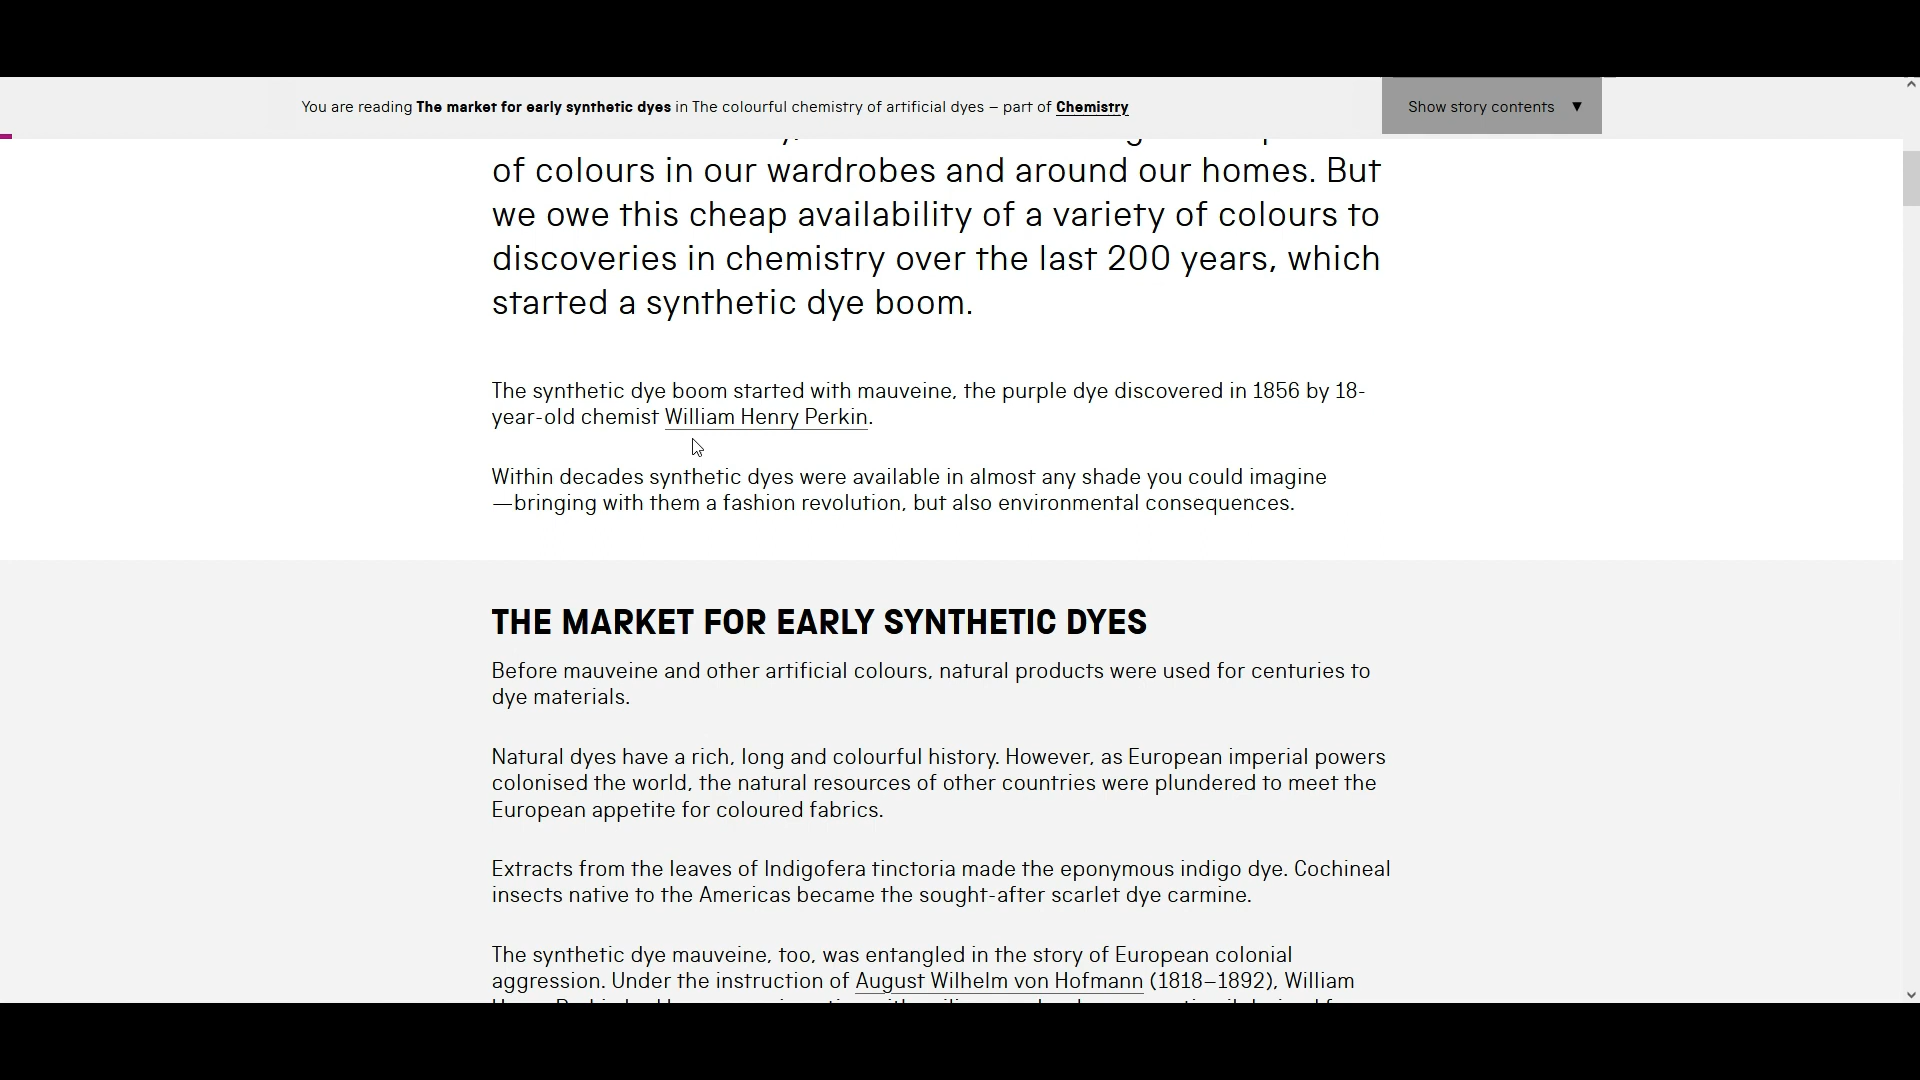 You are reading The market for early synthetic dyes in The colourful chemistry of artificial dyes – part of Chemistry
Show story contents ▼
of colours in our wardrobes and around our homes. But
we owe this cheap availability of a variety of colours to
discoveries in chemistry over the last 200 years, which
started a synthetic dye boom.
The synthetic dye boom started with mauveine, the purple dye discovered in 1856 by 18-
year-old chemist William Henry Perkin.
Within decades synthetic dyes were available in almost any shade you could imagine
—bringing with them a fashion revolution, but also environmental consequences.
THE MARKET FOR EARLY SYNTHETIC DYES
Before mauveine and other artificial colours, natural products were used for centuries to
dye materials.
Natural dyes have a rich, long and colourful history. However, as European imperial powers
colonised the world, the natural resources of other countries were plundered to meet the
European appetite for coloured fabrics.
Extracts from the leaves of Indigofera tinctoria made the eponymous indigo dye. Cochineal
insects native to the Americas became the sought-after scarlet dye carmine.
The synthetic dye mauveine, too, was entangled in the story of European colonial
aggression. Under the instruction of August Wilhelm von Hofmann (1818–1892), William